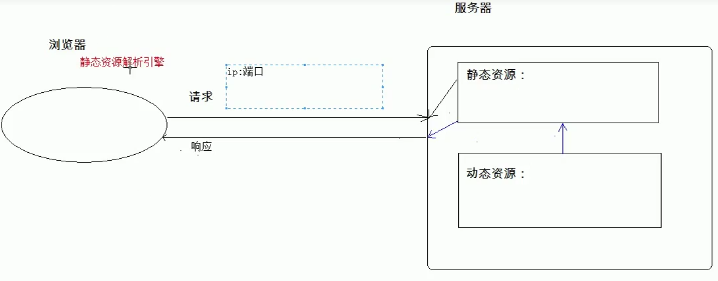 服务器
浏览器
静态资源解析引擎
ip:端口
请求
响应
静态资源：
动态资源：